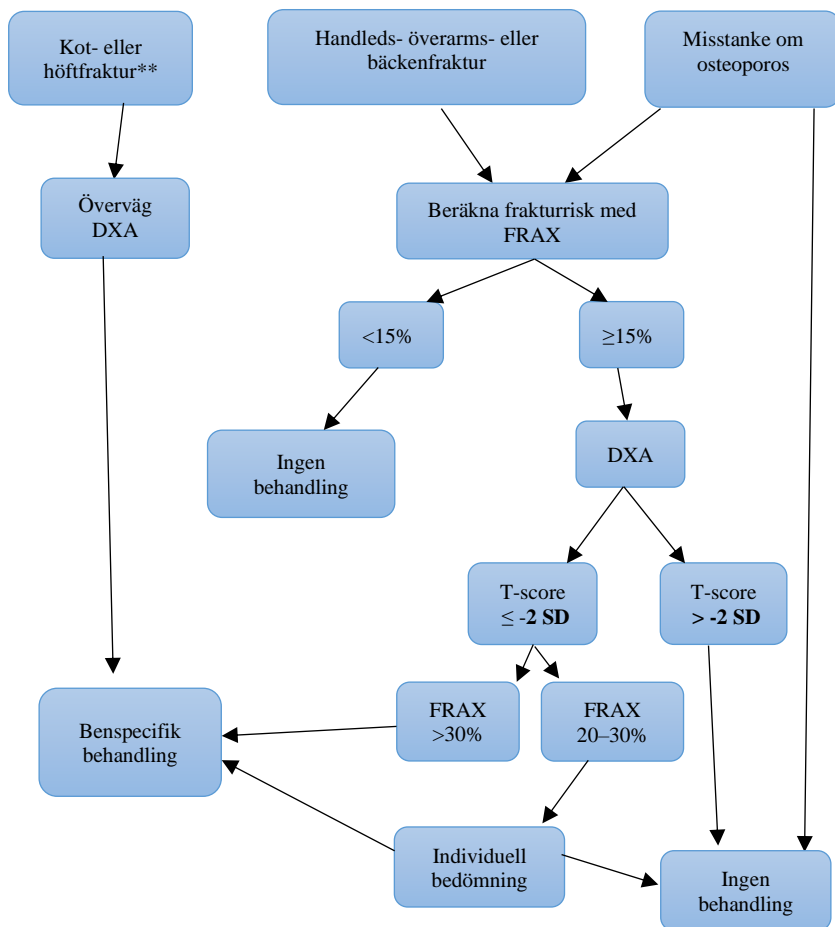 Kot- eller
höftfraktur**
Handleds- överarms- eller
bäckenfraktur
Misstanke om
osteoporos
Överväg
DXA
Beräkna frakturrisk med
FRAX
<15%
≥15%
Ingen
behandling
DXA
T-score
≤ -2 SD
T-score
> -2 SD
FRAX
>30%
FRAX
20–30%
Benspecifik
behandling
Individuell
bedömning
Ingen
behandling